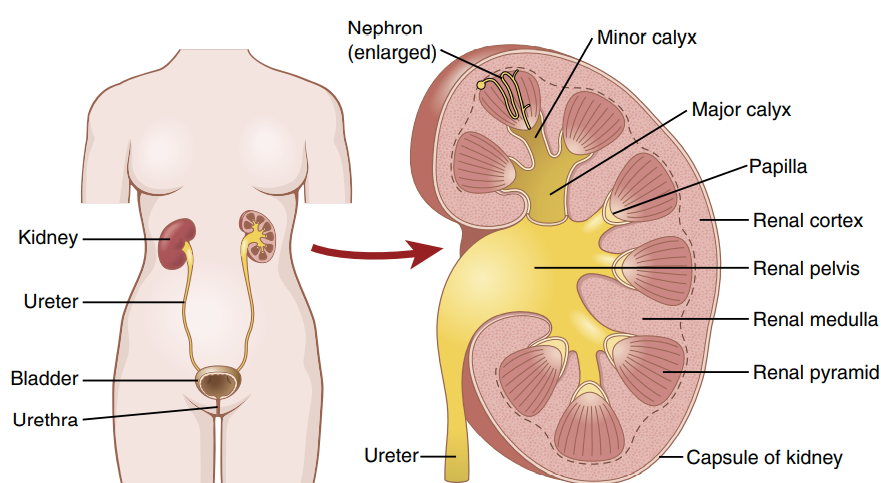 Nephron
(enlarged)
Minor calyx
Major calyx
Papilla
Renal cortex
Renal pelvis
Renal medulla
Renal pyramid
Capsule of kidney
Ureter
Kidney
Ureter
Bladder
Urethra